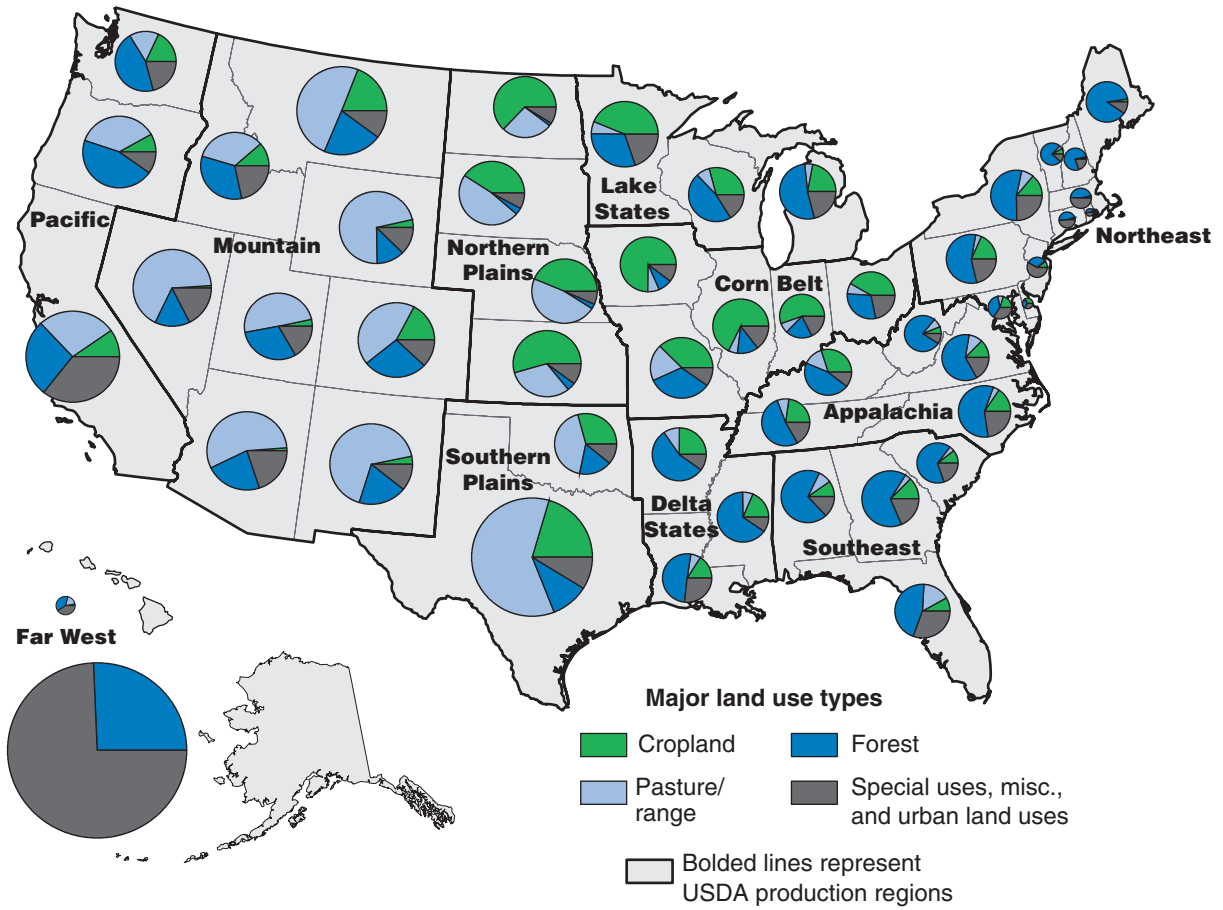 Pacific
Mountain
Northern
Plains
Lake
States
Corn Belt
Northeast
Appalachia
Southern
Plains
Delta
States
Southeast
Far West
Major land use types
Cropland
Forest
Pasture/
range
Special uses, misc.,
and urban land uses
Bolded lines represent
USDA production regions